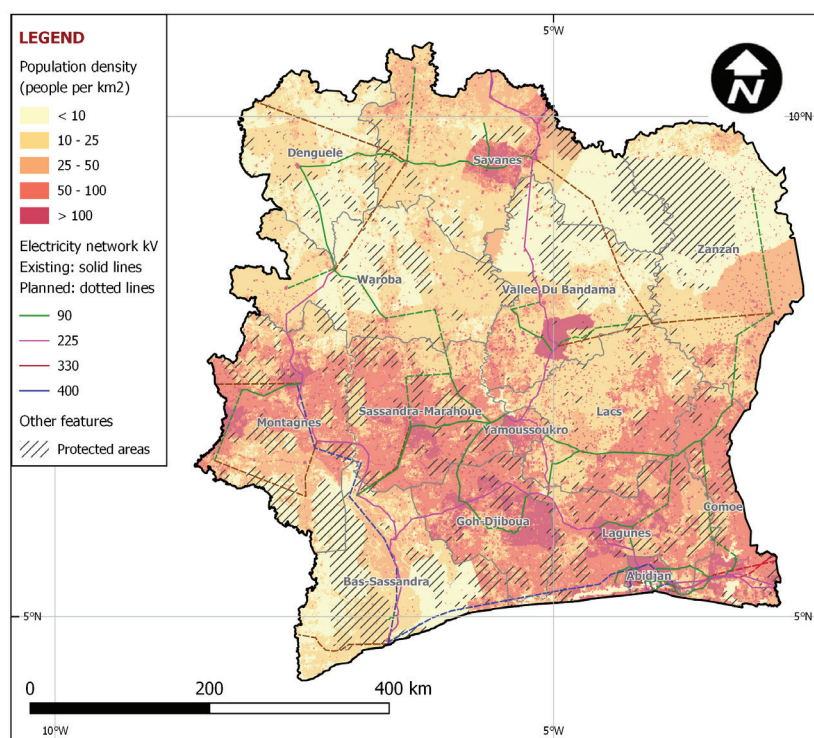 LEGEND
Population density
(people per km2)
< 10
10 - 25
25 - 50
50 - 100
> 100
Electricity network kV
Existing: solid lines
Planned: dotted lines
90
225
330
400
Other features
Protected areas
5°W
N
10°N
10°N
Denguele
Savanes
Zanzan
Waroba
Vallee Du Bandama
Montagnes
Sassandra-Marahoue
Lacs
Yamoussoukro
Goh-Djiboua
Comoe
Lagunes
Abidjan
Bas-Sassandra
5°N
5°N
0 200 400 km
10°W
5°W